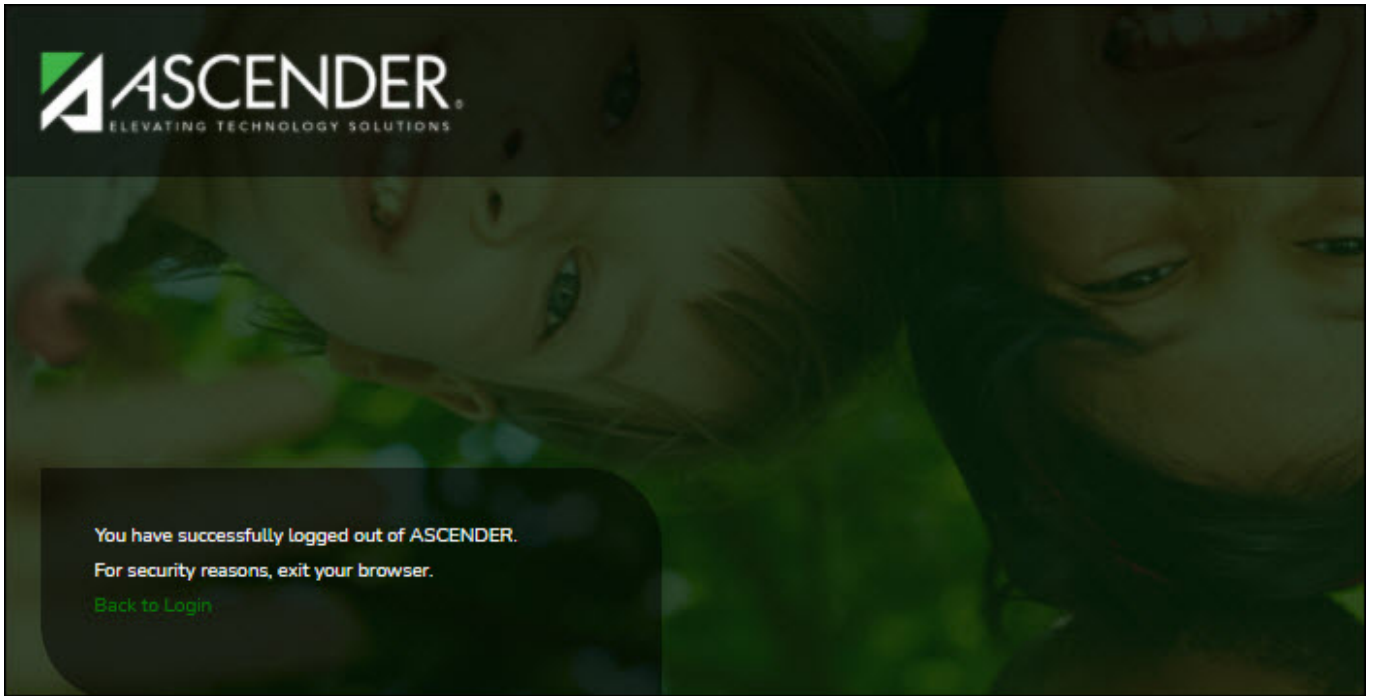 ASCENDER®
ELEVATING TECHNOLOGY SOLUTIONS
You have successfully logged out of ASCENDER.
For security reasons, exit your browser.
Back to Login